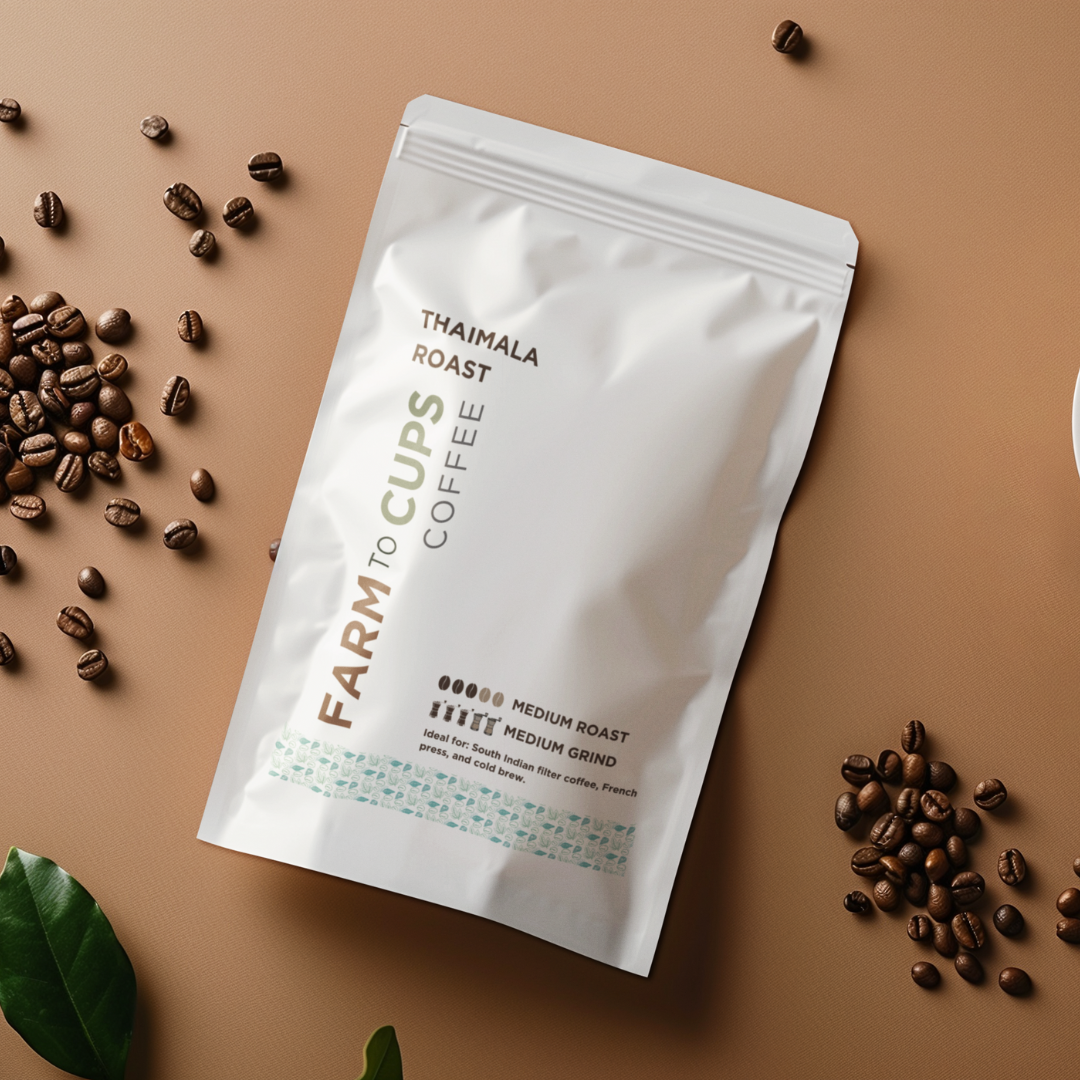 THAIMALA
ROAST
FARM TO CUPS
COFFEE
MEDIUM ROAST
MEDIUM GRIND
Ideal for: South Indian filter coffee, French
press, and cold brew.